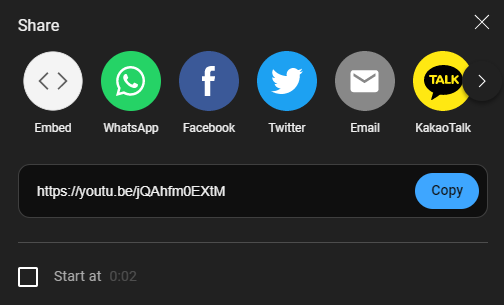 Share
Embed WhatsApp Facebook Twitter Email TALK KakaoTalk
https://youtu.be/jQAhfm0EXtM Copy
Start at 0:02